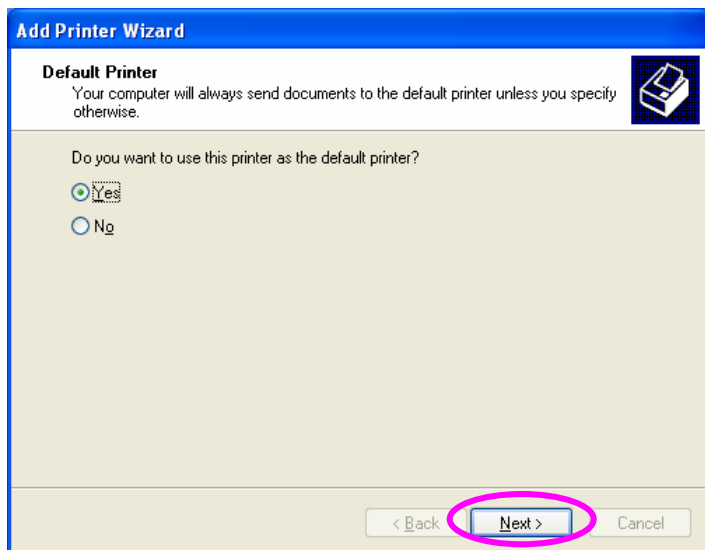 Add Printer Wizard
Default Printer
Your computer will always send documents to the default printer unless you specify
otherwise.
Do you want to use this printer as the default printer?
Yes
No
< Back
Next >
Cancel